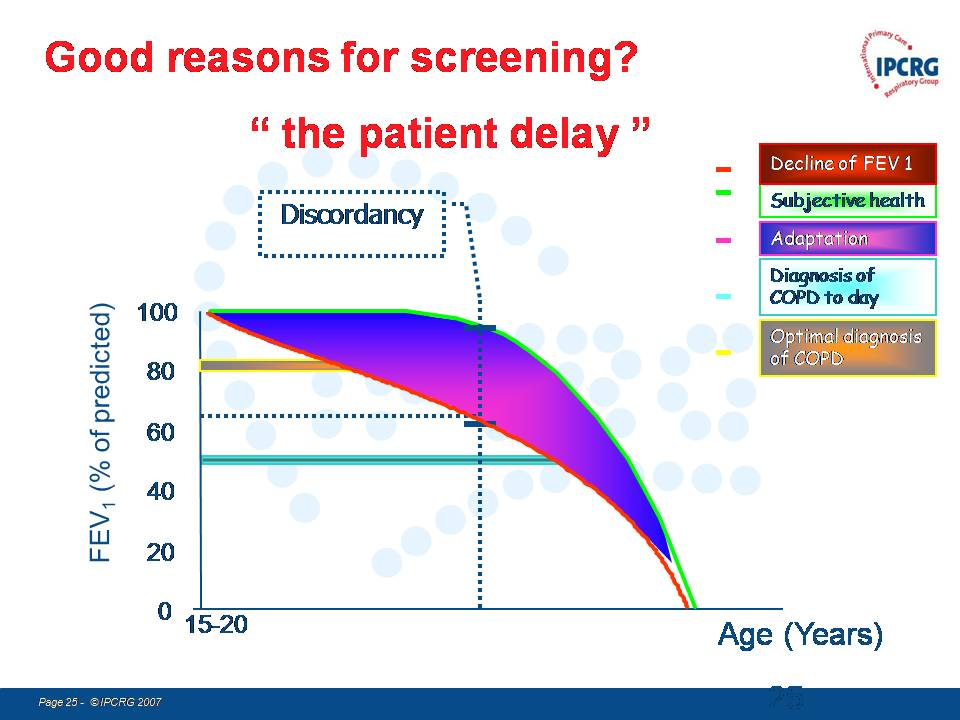 Good reasons for screening?
“ the patient delay ”
International Primary Care
IPCRG
Respiratory Group
Decline of FEV 1
Subjective health
Adaptation
Diagnosis of
COPD to day
Optimal diagnosis
of COPD
Discordancy
FEV1 (% of predicted)
100
80
60
40
20
0
15-20
Age (Years)
Page 25 - © IPCRG 2007